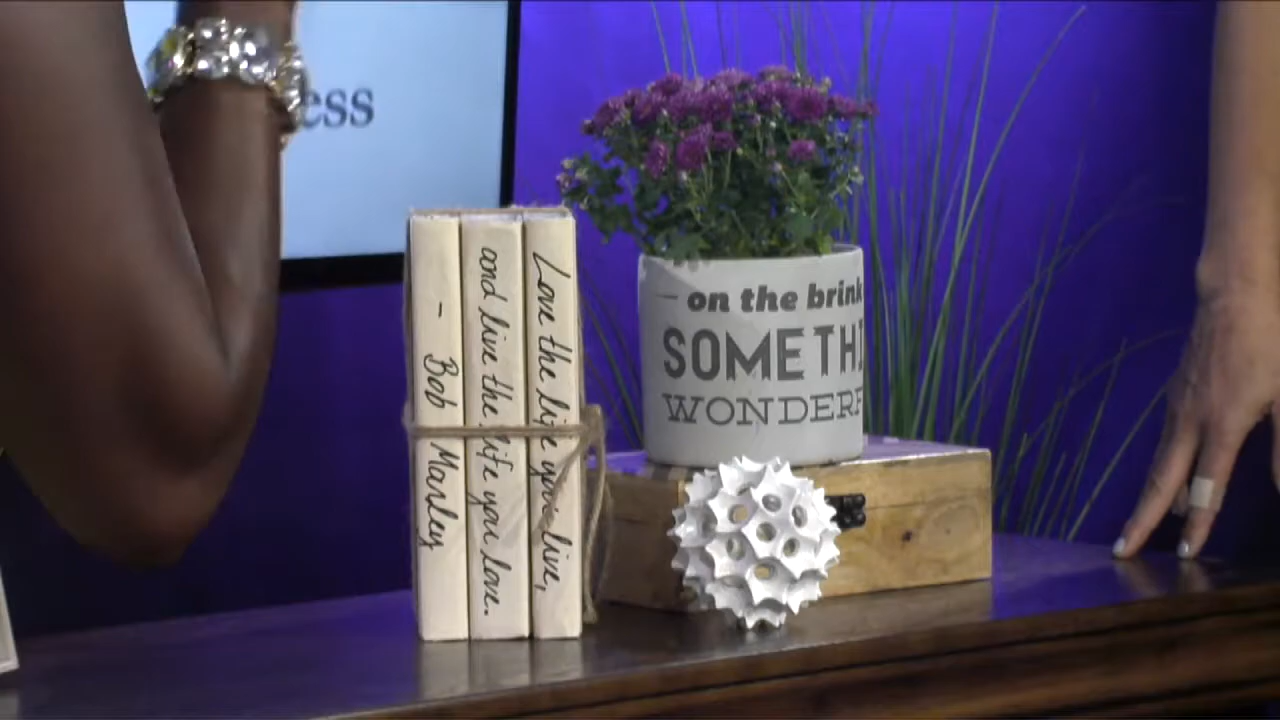 ess
Love the life you live,
and live the life you love.
- Bob Marley
- on the brink
SOMETHI
WONDERF